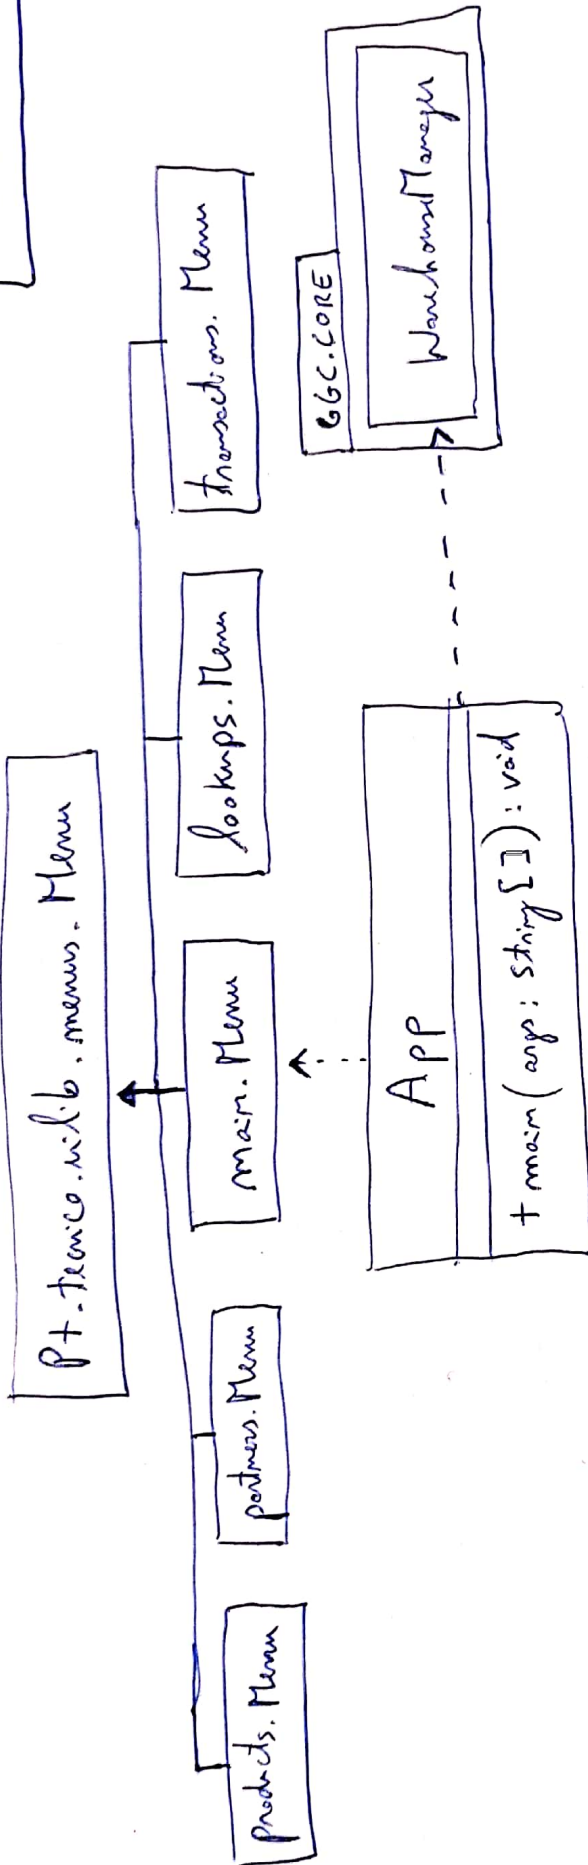 Pt.tecnico.uilib.menus.Menu
products.Menu
partners.Menu
main.Menu
lookups.Menu
transactions.Menu
App
+ main(args: string[]): void
GGC.CORE
WarehouseManager